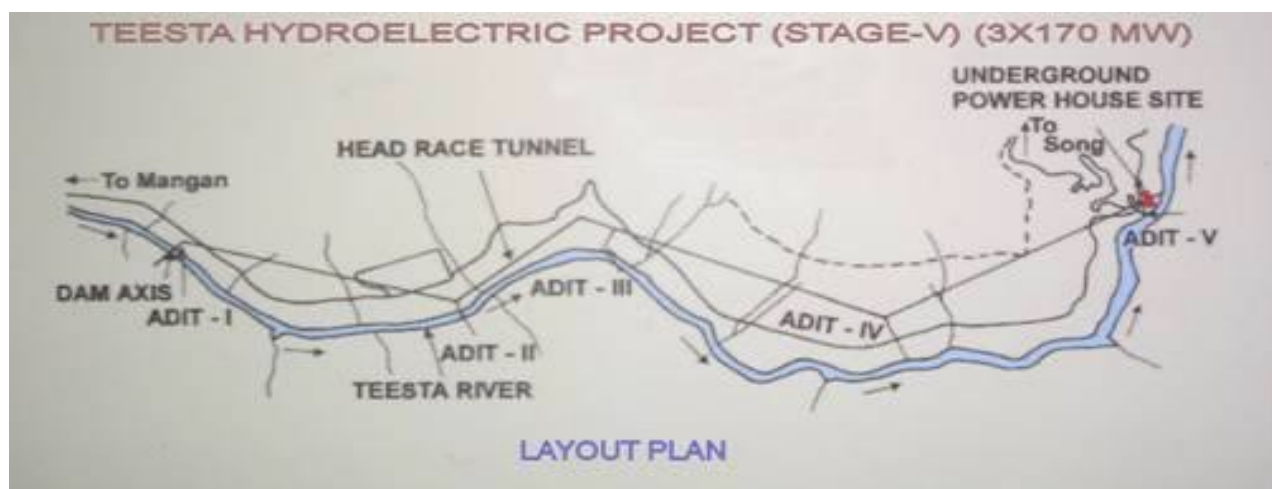 TEESTA HYDROELECTRIC PROJECT (STAGE-V) (3X170 MW)
UNDERGROUND
POWER HOUSE SITE
To
Song
HEAD RACE TUNNEL
To Mangan
ADIT - V
DAM AXIS
ADIT - I
ADIT - III
ADIT - IV
ADIT - II
TEESTA RIVER
LAYOUT PLAN